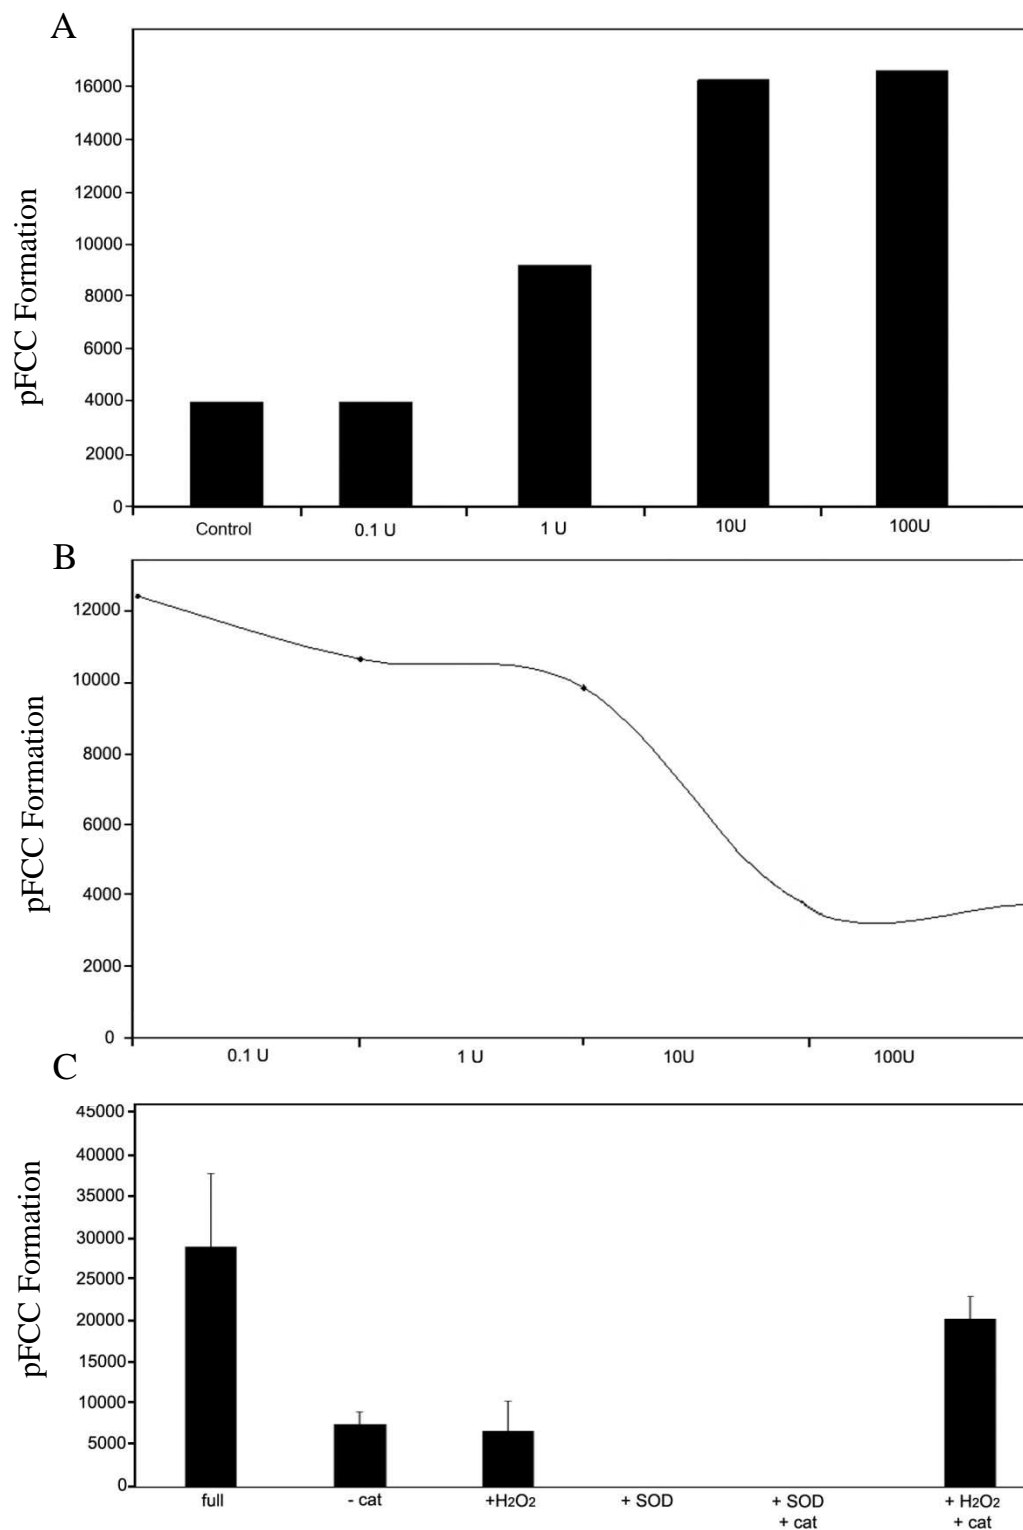 A
pFCC Formation
16000
14000
12000
10000
8000
6000
4000
2000
0
Control 0.1 U 1 U 10U 100U
B
pFCC Formation
12000
10000
8000
6000
4000
2000
0
0.1 U 1 U 10U 100U
C
pFCC Formation
45000
40000
35000
30000
25000
20000
15000
10000
5000
0
full - cat +H₂O₂ + SOD + SOD + H₂O₂
+ cat + cat